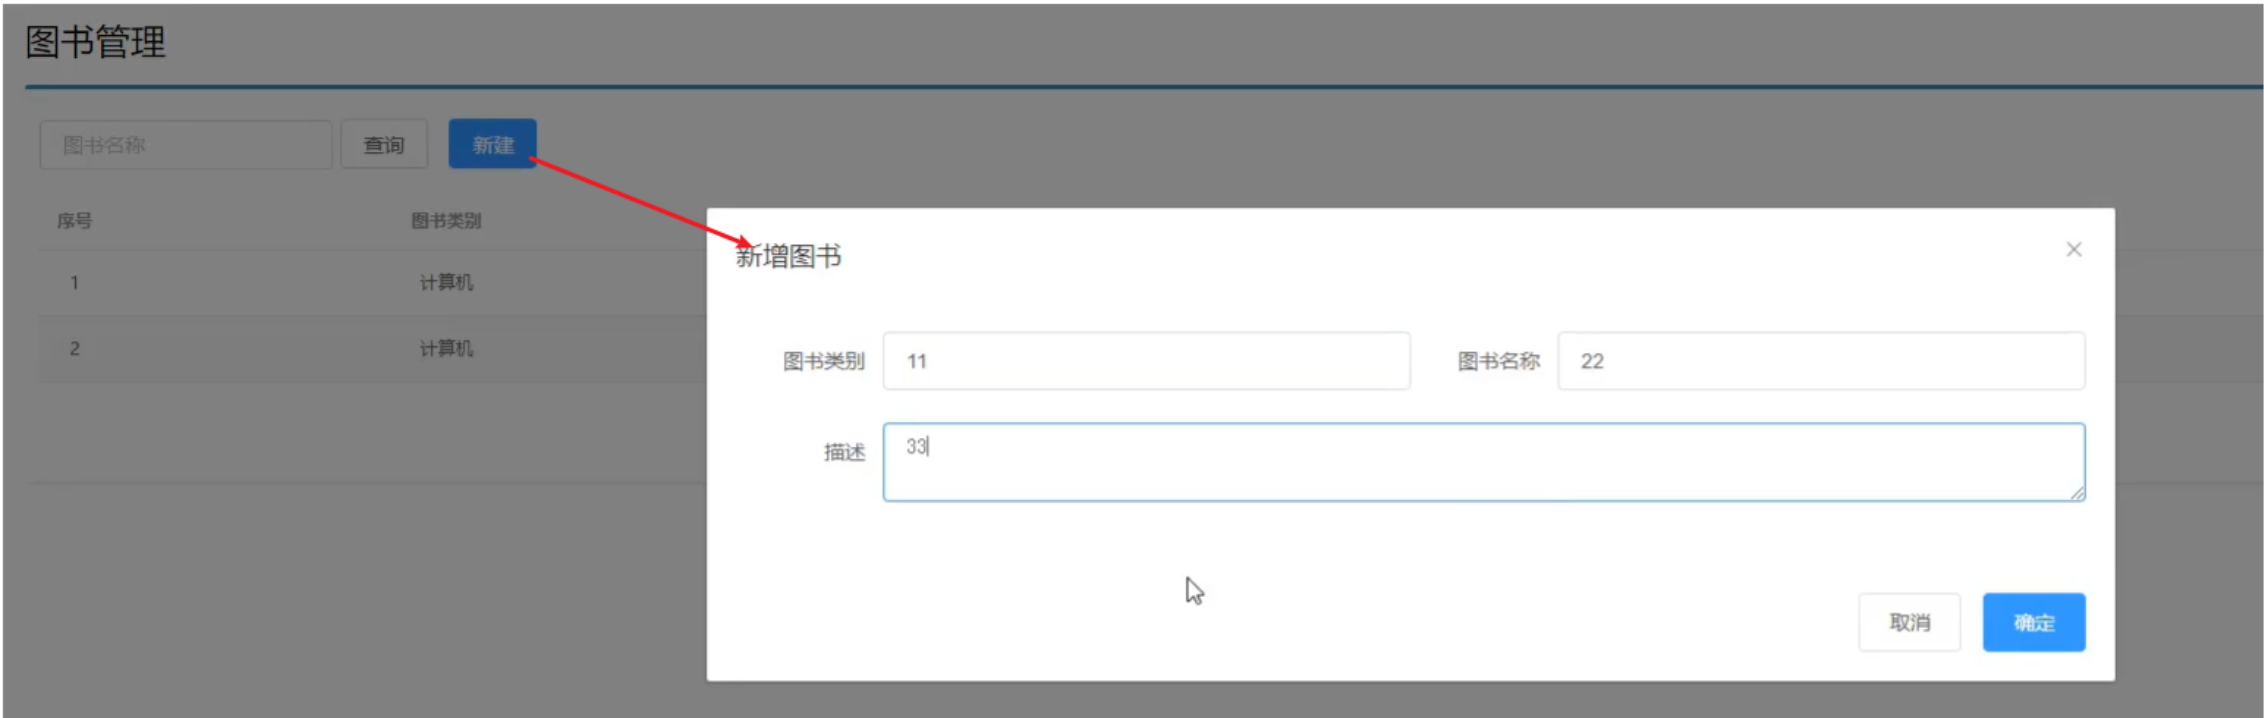 图书管理
图书名称 查询 新建
序号 图书类别
1 计算机
2 计算机
新增图书
图书类别 11 图书名称 22
描述 33
取消 确定